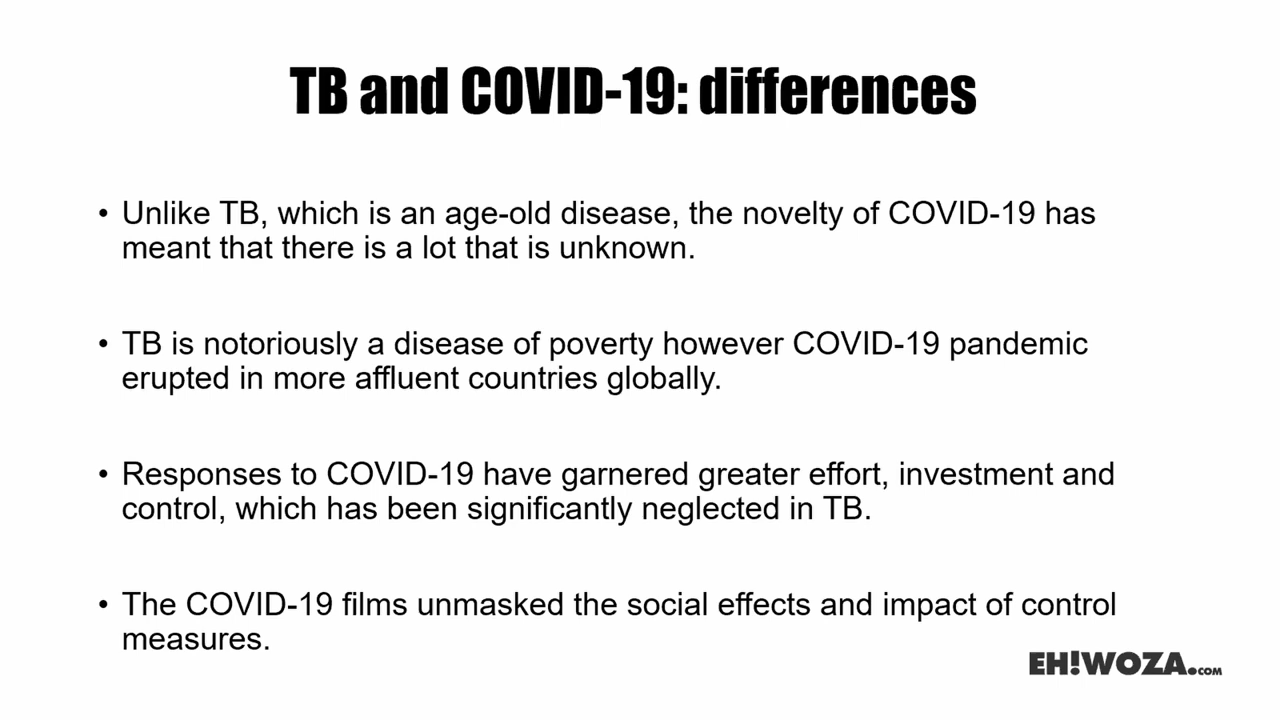 TB and COVID-19: differences
• Unlike TB, which is an age-old disease, the novelty of COVID-19 has
meant that there is a lot that is unknown.
• TB is notoriously a disease of poverty however COVID-19 pandemic
erupted in more affluent countries globally.
• Responses to COVID-19 have garnered greater effort, investment and
control, which has been significantly neglected in TB.
• The COVID-19 films unmasked the social effects and impact of control
measures.
EH!WOZA.COM